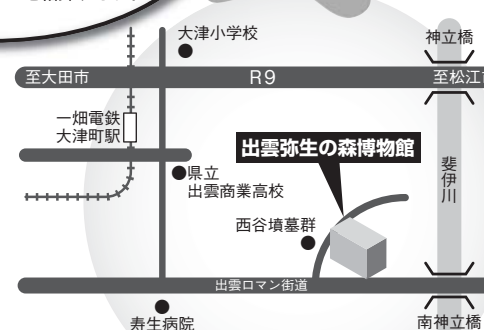 大津小学校
神立橋
至大田市
R9
至松江市
一畑電鉄
大津町駅
出雲弥生の森博物館
県立
出雲商業高校
斐伊川
西谷墳墓群
出雲ロマン街道
寿生病院
南神立橋